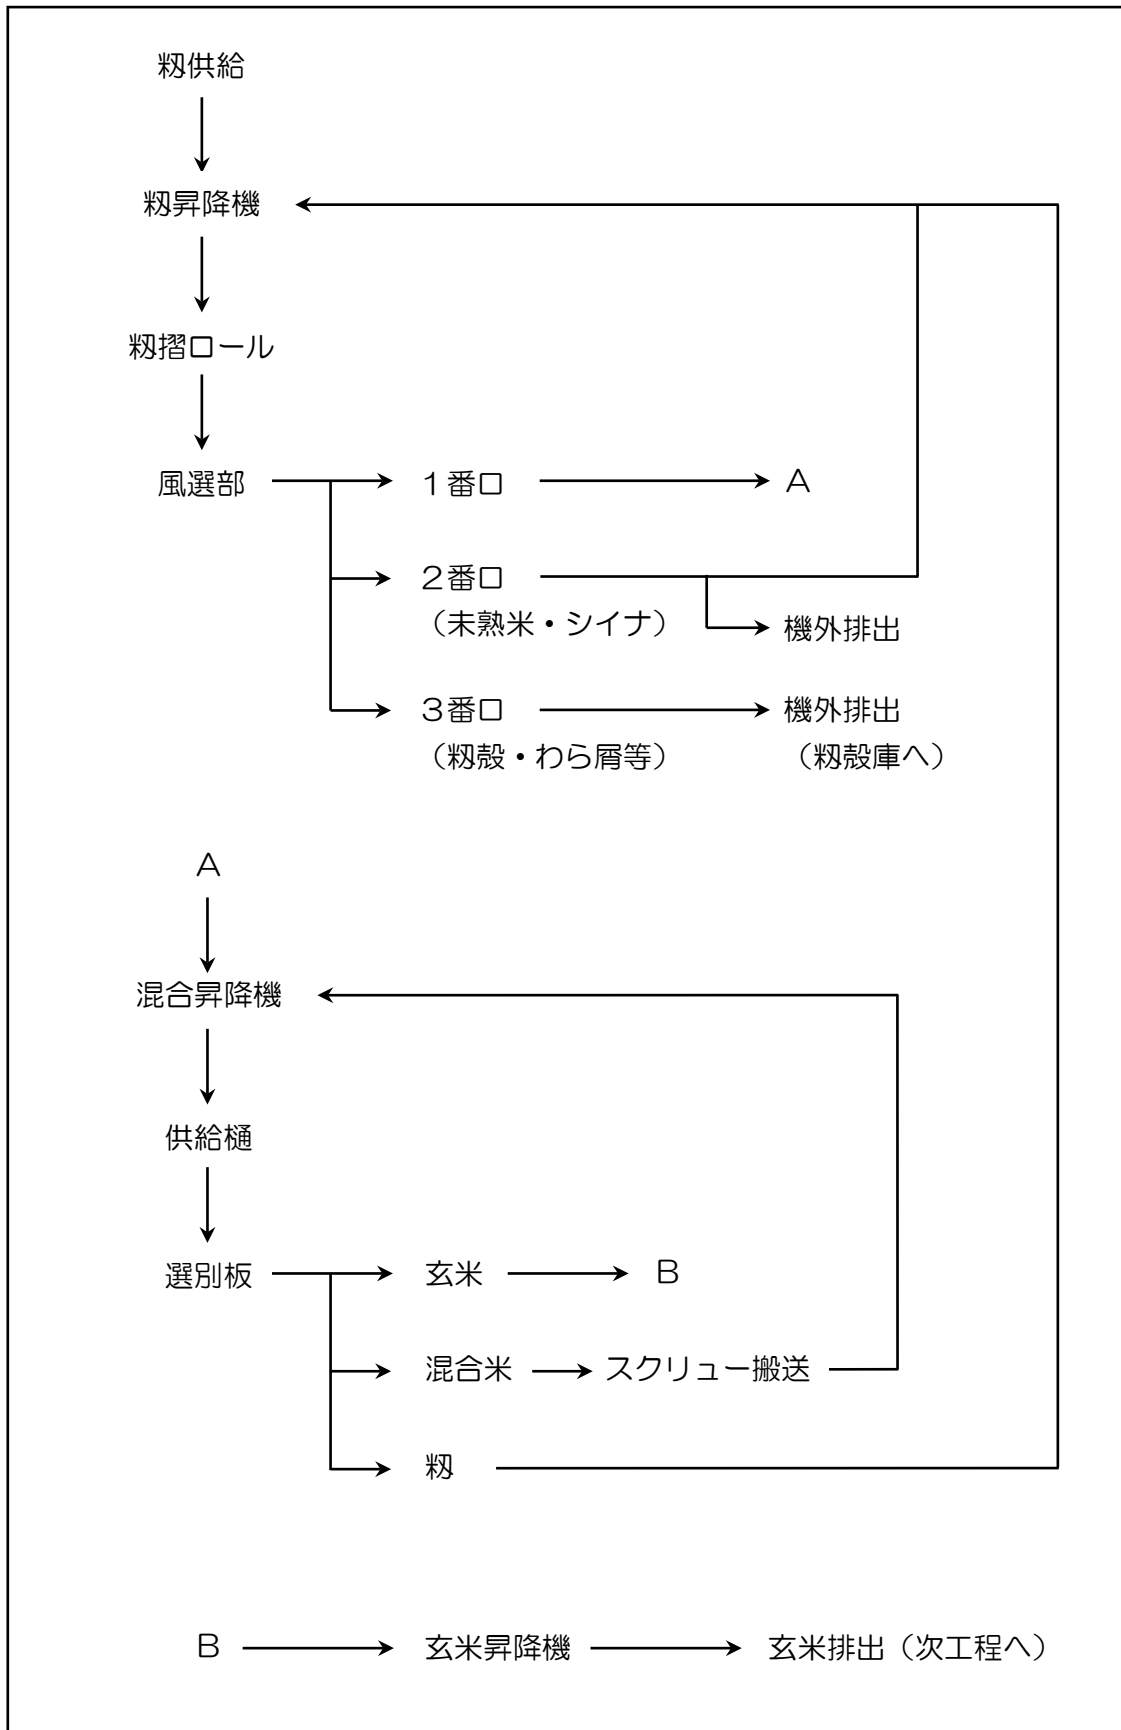 籾供給
籾昇降機
籾摺ロール
風選部
１番口
A
２番口
（未熟米・シイナ）
機外排出
３番口
機外排出
（籾殻・わら屑等）
（籾殻庫へ）
A
混合昇降機
供給樋
選別板
玄米
B
混合米
スクリュー搬送
籾
B
玄米昇降機
玄米排出（次工程へ）